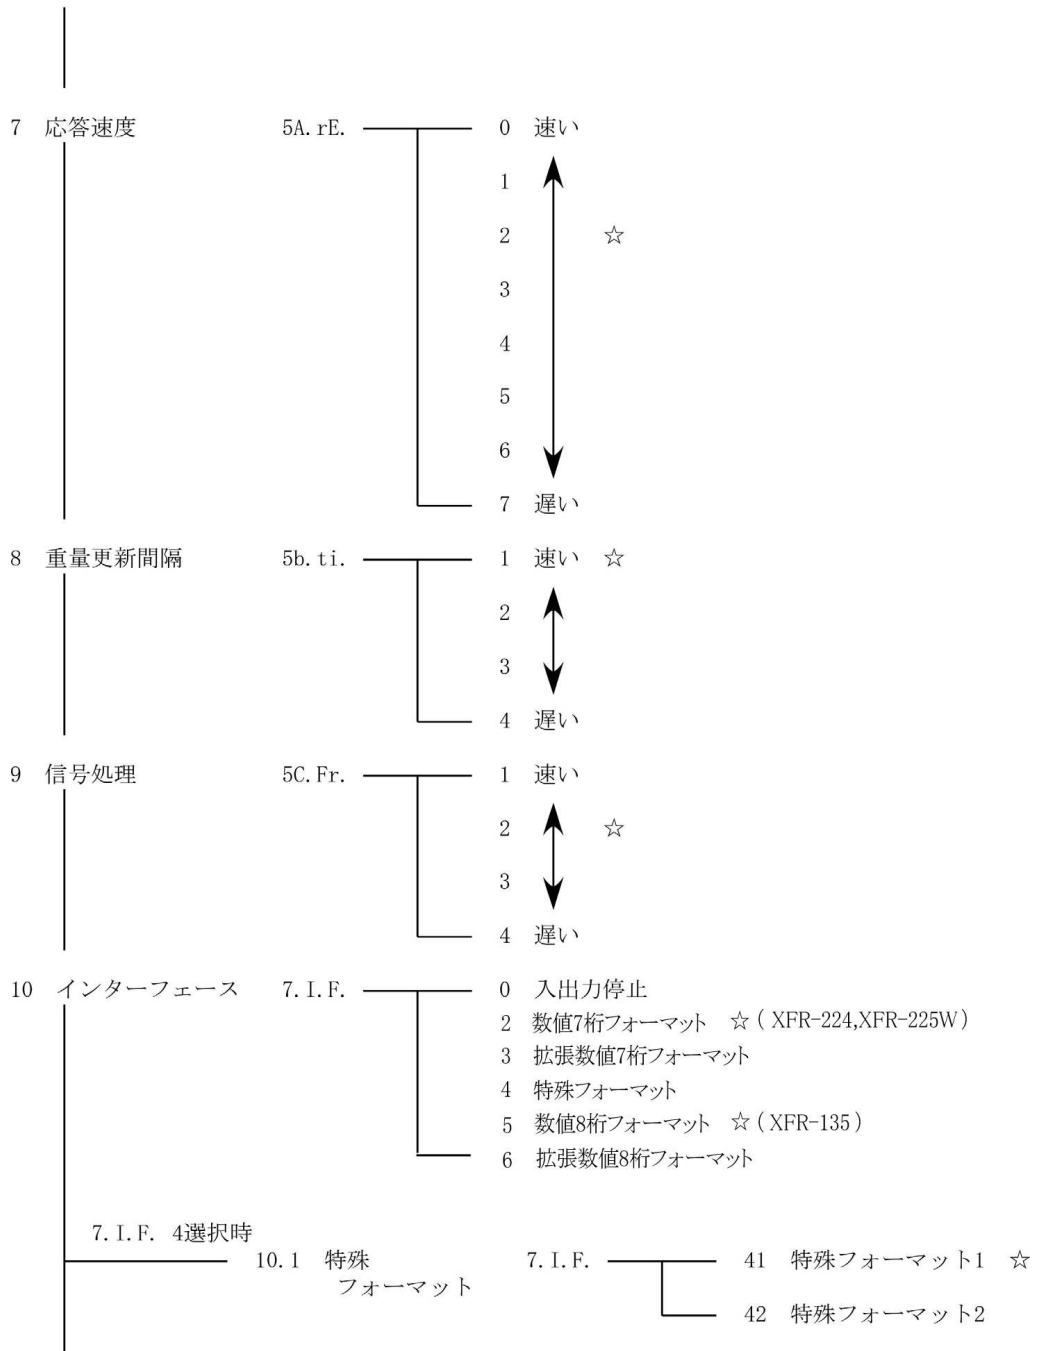 7 応答速度 5A.rE. 0 速い
1
2 ☆
3
4
5
6
7 遅い
8 重量更新間隔 5b.ti. 1 速い ☆
2
3
4 遅い
9 信号処理 5C.Fr. 1 速い
2 ☆
3
4 遅い
10 インターフェース 7.I.F. 0 入出力停止
2 数値7桁フォーマット ☆(XFR-224,XFR-225W)
3 拡張数値7桁フォーマット
4 特殊フォーマット
5 数値8桁フォーマット ☆(XFR-135)
6 拡張数値8桁フォーマット
7.I.F. 4選択時
10.1 特殊 7.I.F. 41 特殊フォーマット1 ☆
フォーマット
42 特殊フォーマット2